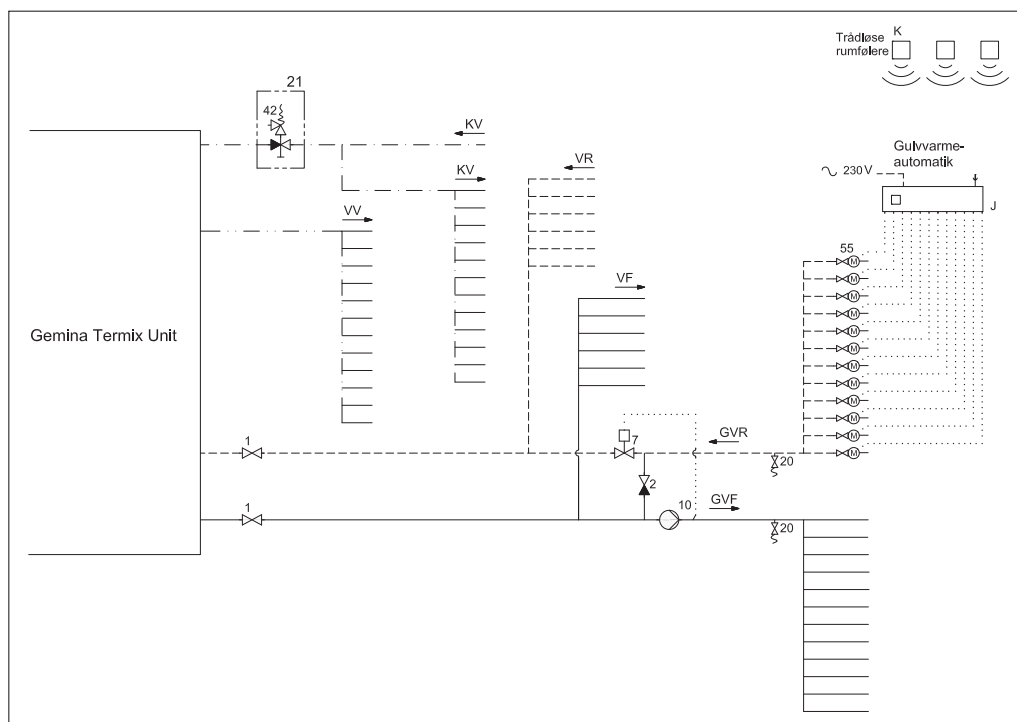 Trådløse
rumfølere
K
21
42
KV
KV
VR
VV
Gulvvarme-
automatik
230 V
J
55
M
M
M
M
M
M
M
M
M
M
M
M
VF
Gemina Termix Unit
1
7
GVR
20
2
1
10
GVF
20